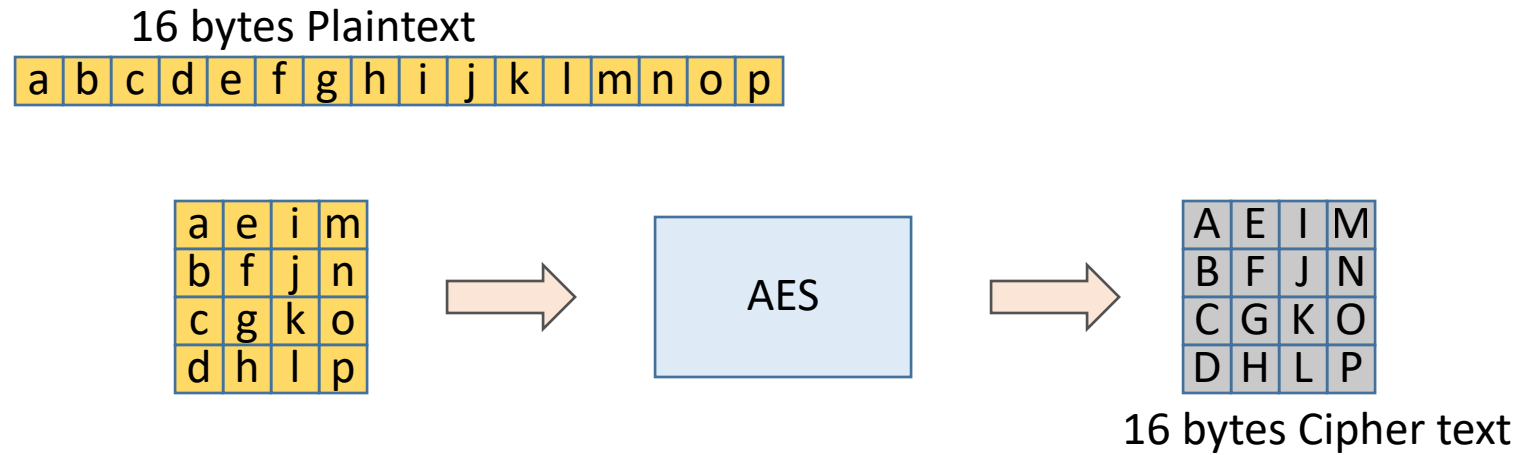 16 bytes Plaintext
a b c d e f g h i j k l m n o p
a e i m
b f j n
c g k o
d h l p
AES
A E I M
B F J N
C G K O
D H L P
16 bytes Cipher text